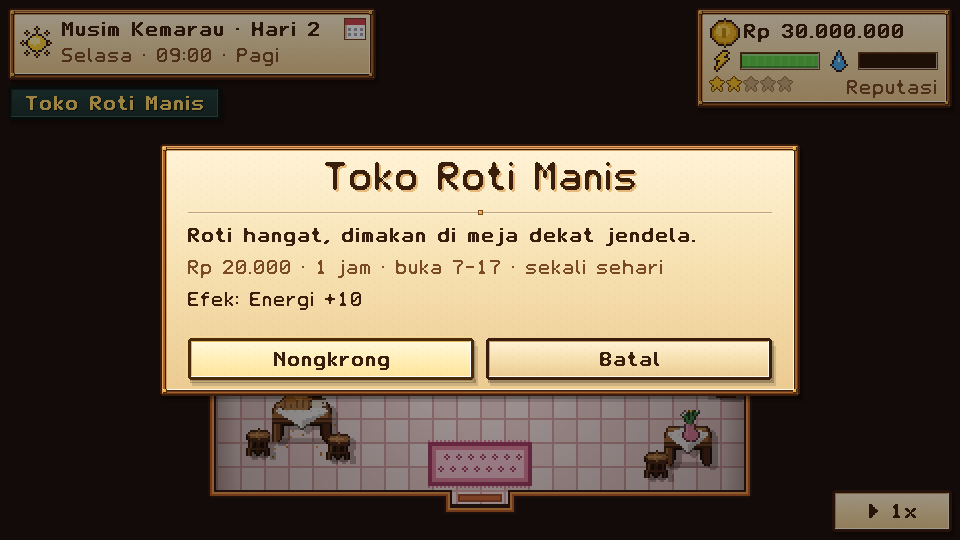 Musim Kemarau · Hari 2
Selasa · 09:00 · Pagi
Rp 30.000.000
Reputasi
Toko Roti Manis
Toko Roti Manis
Roti hangat, dimakan di meja dekat jendela.
Rp 20.000 · 1 jam · buka 7-17 · sekali sehari
Efek: Energi +10
Nongkrong
Batal
1x